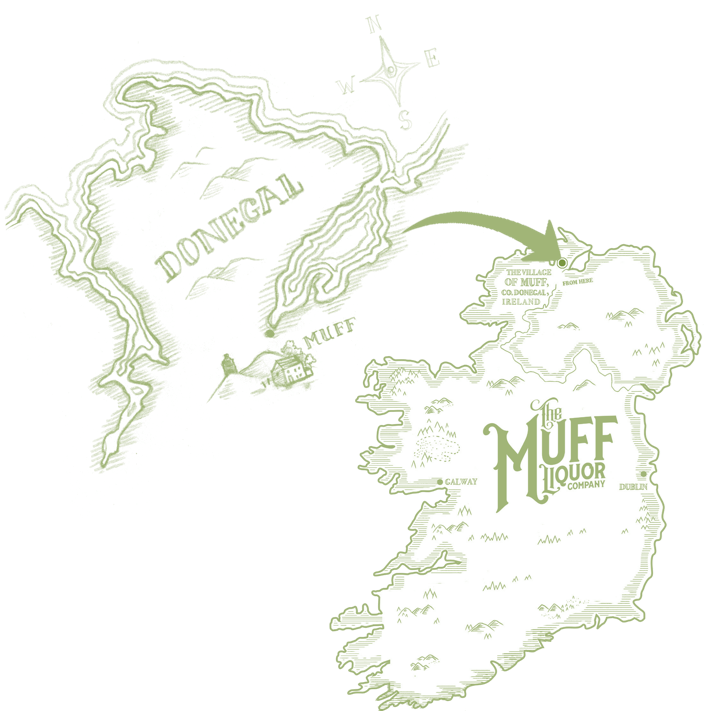 N
W
E
S
DONEGAL
MUFF
THE VILLAGE
OF MUFF,
CO. DONEGAL,
IRELAND
FROM HERE
The
MUFF
LIQUOR
COMPANY
GALWAY
DUBLIN